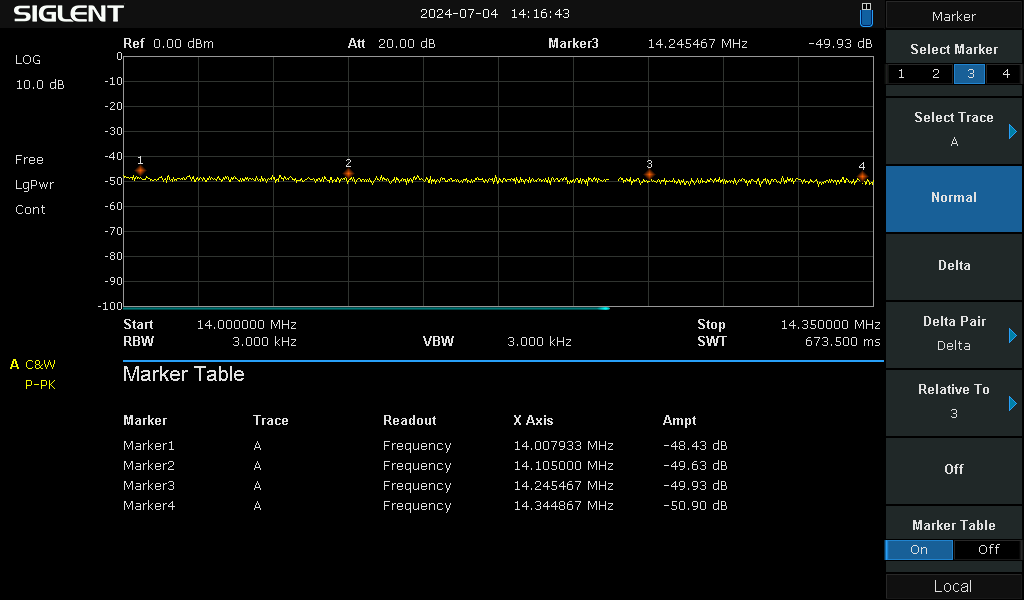 SIGLENT
2024-07-04 14:16:43
Marker
Ref 0.00 dBm Att 20.00 dB Marker3 14.245467 MHz -49.93 dB
LOG
10.0 dB
Free
LgPwr
Cont
0
-10
-20
-30
-40
-50
-60
-70
-80
-90
-100
1 2 3 4
Start 14.000000 MHz Stop 14.350000 MHz
RBW 3.000 kHz VBW 3.000 kHz SWT 673.500 ms
A C&W
P-PK
Marker Table
Marker Trace Readout X Axis Ampt
Marker1 A Frequency 14.007933 MHz -48.43 dB
Marker2 A Frequency 14.105000 MHz -49.63 dB
Marker3 A Frequency 14.245467 MHz -49.93 dB
Marker4 A Frequency 14.344867 MHz -50.90 dB
Select Marker
1 2 3 4
Select Trace
A
Normal
Delta
Delta Pair
Delta
Relative To
3
Off
Marker Table
On Off
Local